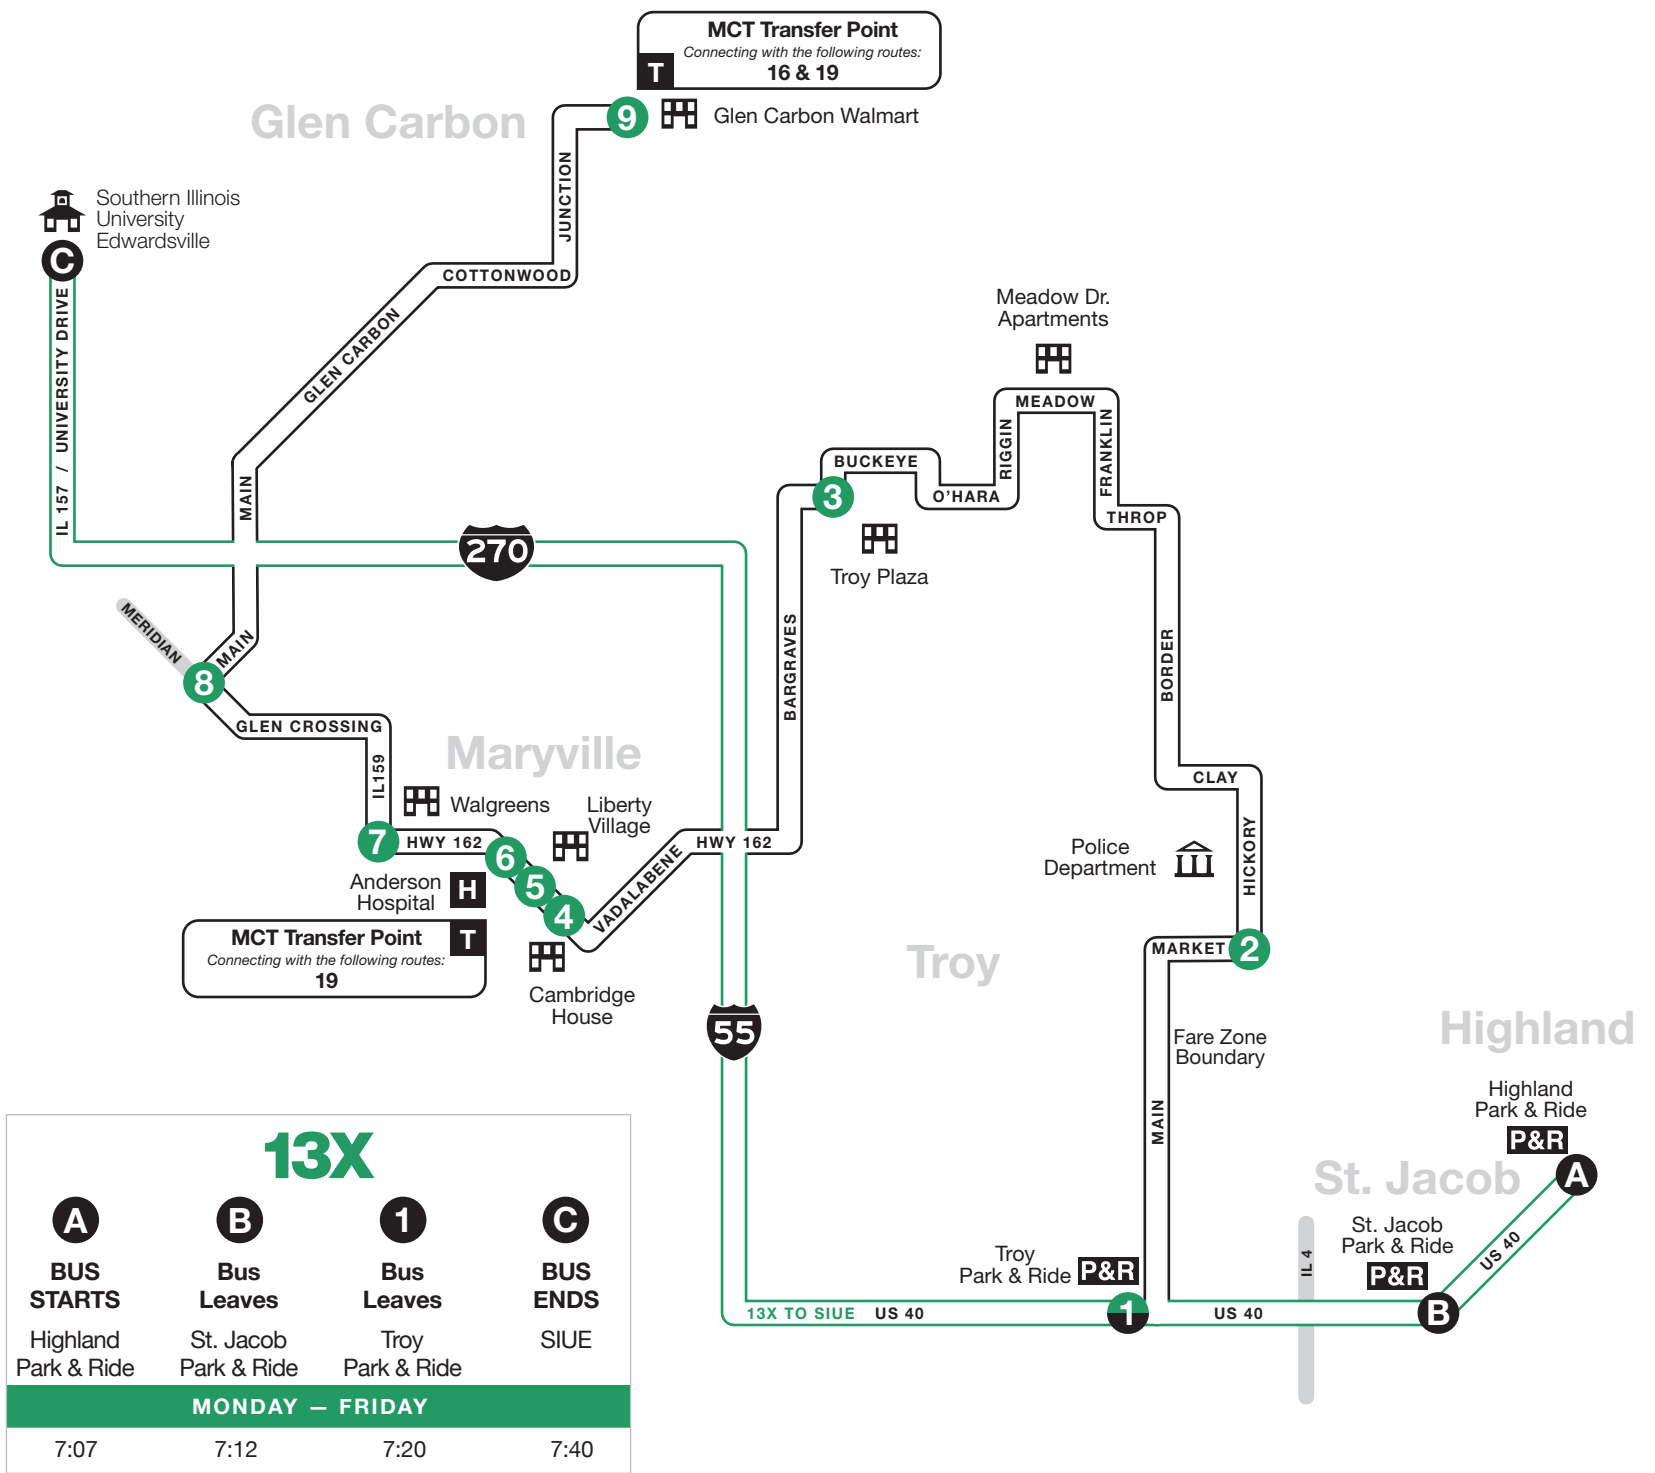 MCT Transfer Point
Connecting with the following routes:
T
16 & 19
Glen Carbon
9
Glen Carbon Walmart
JUNCTION
Southern Illinois
University
Edwardsville
C
COTTONWOOD
IL 157 / UNIVERSITY DRIVE
GLEN CARBON
MAIN
Meadow Dr.
Apartments
MEADOW
RIGGIN
FRANKLIN
BUCKEYE
O'HARA
THROP
3
Troy Plaza
270
MERIDIAN
MAIN
8
GLEN CROSSING
IL159
BARGRAVES
BORDER
Maryville
Walgreens
Liberty
Village
7
HWY 162
6
5
4
VADALABENE
HWY 162
Anderson
Hospital
H
MCT Transfer Point
T
Connecting with the following routes:
19
Cambridge
House
CLAY
Police
Department
HICKORY
MARKET
2
Troy
55
Fare Zone
Boundary
MAIN
Highland
Highland
Park & Ride
P&R
A
St. Jacob
St. Jacob
Park & Ride
P&R
US 40
IL 4
Troy
Park & Ride
P&R
13X TO SIUE
US 40
1
US 40
B
13X
A
B
1
C
BUS
STARTS
Bus
Leaves
Bus
Leaves
BUS
ENDS
Highland
Park & Ride
St. Jacob
Park & Ride
Troy
Park & Ride
SIUE
MONDAY — FRIDAY
7:07
7:12
7:20
7:40